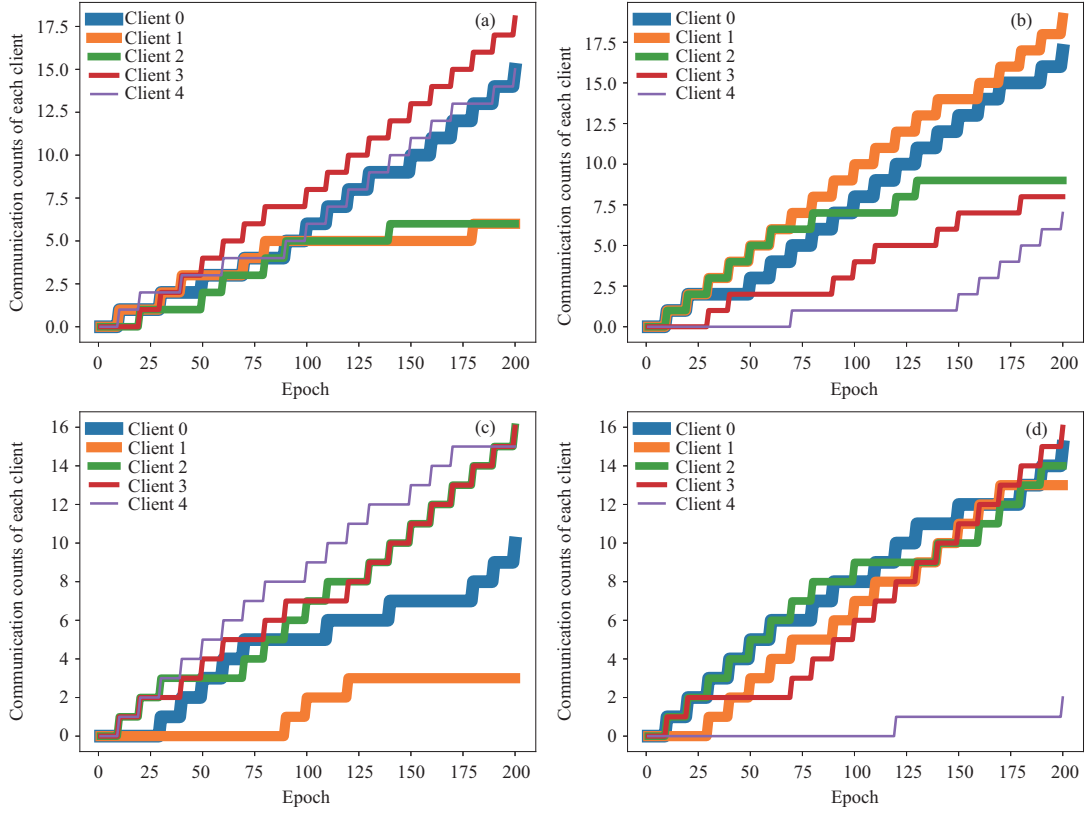 (a)
Client 0
Client 1
Client 2
Client 3
Client 4
Communication counts of each client
17.5
15.0
12.5
10.0
7.5
5.0
2.5
0.0
0 25 50 75 100 125 150 175 200
Epoch
(b)
Client 0
Client 1
Client 2
Client 3
Client 4
Communication counts of each client
17.5
15.0
12.5
10.0
7.5
5.0
2.5
0.0
0 25 50 75 100 125 150 175 200
Epoch
(c)
Client 0
Client 1
Client 2
Client 3
Client 4
Communication counts of each client
16
14
12
10
8
6
4
2
0
0 25 50 75 100 125 150 175 200
Epoch
(d)
Client 0
Client 1
Client 2
Client 3
Client 4
Communication counts of each client
16
14
12
10
8
6
4
2
0
0 25 50 75 100 125 150 175 200
Epoch